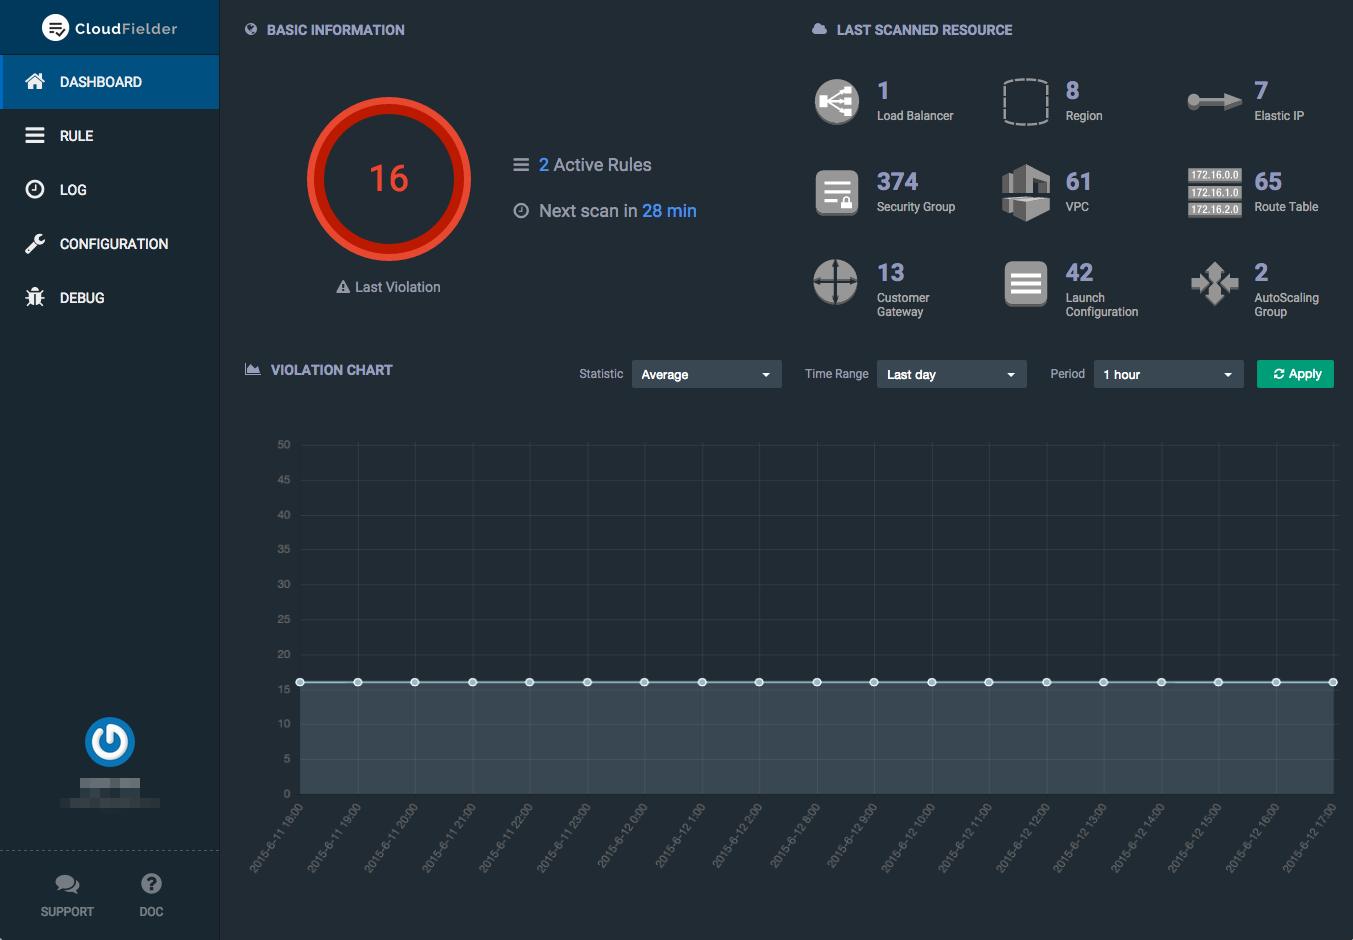 CloudFielder
DASHBOARD
RULE
LOG
CONFIGURATION
DEBUG
SUPPORT
DOC
BASIC INFORMATION
16
Last Violation
2 Active Rules
Next scan in 28 min
LAST SCANNED RESOURCE
1
Load Balancer
8
Region
7
Elastic IP
374
Security Group
61
VPC
172.16.0.0
172.16.1.0
172.16.2.0
65
Route Table
13
Customer
Gateway
42
Launch
Configuration
2
AutoScaling
Group
VIOLATION CHART
Statistic
Average
Time Range
Last day
Period
1 hour
Apply
50
45
40
35
30
25
20
15
10
5
0
2015-6-11 18:00
2015-6-11 19:00
2015-6-11 20:00
2015-6-11 21:00
2015-6-11 22:00
2015-6-11 23:00
2015-6-12 0:00
2015-6-12 1:00
2015-6-12 2:00
2015-6-12 8:00
2015-6-12 9:00
2015-6-12 10:00
2015-6-12 11:00
2015-6-12 12:00
2015-6-12 13:00
2015-6-12 14:00
2015-6-12 15:00
2015-6-12 16:00
2015-6-12 17:00